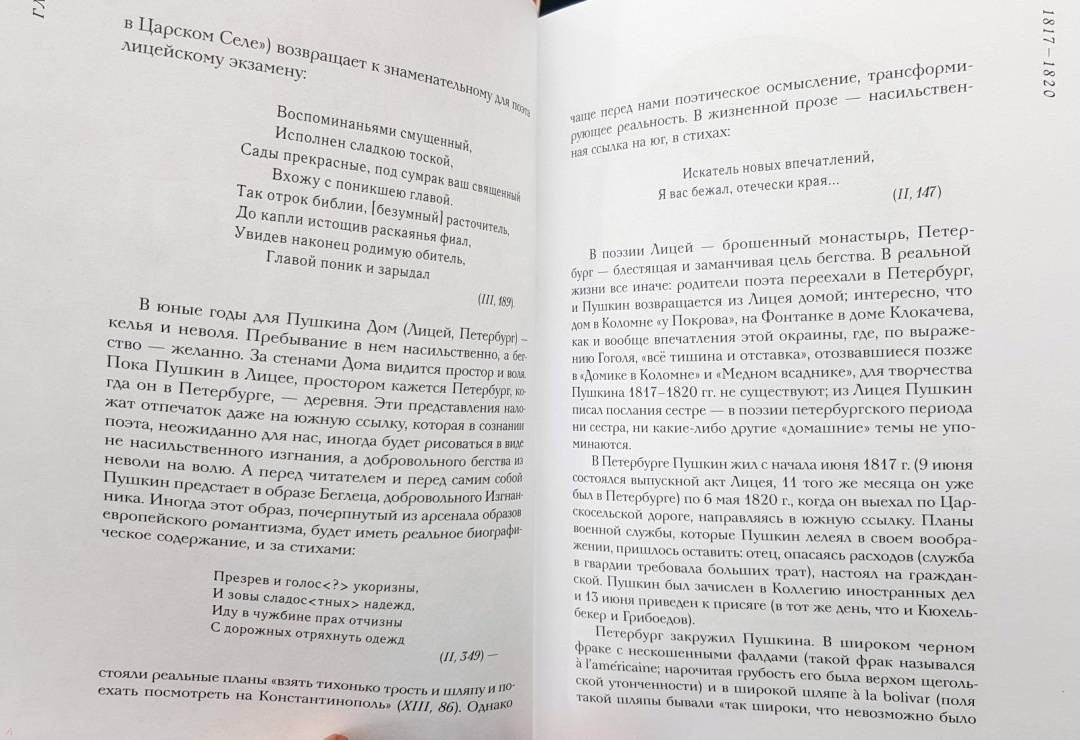 в Царском Селе») возвращает к знаменательному для поэта
лицейскому экзамену:
Воспоминаньями смущенный,
Исполнен сладкою тоской,
Сады прекрасные, под сумрак ваш священный
Вхожу с поникшею главой.
Так отрок библии, [безумный] расточитель,
До капли истощив раскаянья фиал,
Увидев наконец родимую обитель,
Главой поник и зарыдал
(III, 189).
В юные годы для Пушкина Дом (Лицей, Петербург) –
келья и неволя. Пребывание в нем насильственно, а бег-
ство — желанно. За стенами Дома видится простор и воля.
Пока Пушкин в Лицее, простором кажется Петербург, ко-
гда он в Петербурге, — деревня. Эти представления нало-
жат отпечаток даже на южную ссылку, которая в сознании
поэта, неожиданно для нас, иногда будет рисоваться в виде
не насильственного изгнания, а добровольного бегства из
неволи на волю. А перед читателем и перед самим собой
Пушкин предстает в образе Беглеца, добровольного Изгнан-
ника. Иногда этот образ, почерпнутый из арсенала образов
европейского романтизма, будет иметь реальное биографи-
ческое содержание, и за стихами:
Презрев и голос<?> укоризны,
И зовы сладос<тных> надежд,
Иду в чужбине прах отчизны
С дорожных отряхнуть одежд
(II, 349) —
стояли реальные планы «взять тихонько трость и шляпу и по-
ехать посмотреть на Константинополь» (XIII, 86). Однако
1817–1820
чаще перед нами поэтическое осмысление, трансформи-
рующее реальность. В жизненной прозе — насильствен-
ная ссылка на юг, в стихах:
Искатель новых впечатлений,
Я вас бежал, отечески края...
(II, 147)
В поэзии Лицей — брошенный монастырь, Петер-
бург — блестящая и заманчивая цель бегства. В реальной
жизни все иначе: родители поэта переехали в Петербург,
и Пушкин возвращается из Лицея домой; интересно, что
дом в Коломне «у Покрова», на Фонтанке в доме Клокачева,
как и вообще впечатления этой окраины, где, по выраже-
нию Гоголя, «всё тишина и отставка», отозвавшиеся позже
в «Домике в Коломне» и «Медном всаднике», для творчества
Пушкина 1817–1820 гг. не существуют; из Лицея Пушкин
писал послания сестре — в поэзии петербургского периода
ни сестра, ни какие-либо другие «домашние» темы не упо-
минаются.
В Петербурге Пушкин жил с начала июня 1817 г. (9 июня
состоялся выпускной акт Лицея, 11 того же месяца он уже
был в Петербурге) по 6 мая 1820 г., когда он выехал по Цар-
скосельской дороге, направляясь в южную ссылку. Планы
военной службы, которые Пушкин лелеял в своем вообра-
жении, пришлось оставить: отец, опасаясь расходов (служба
в гвардии требовала больших трат), настоял на граждан-
ской. Пушкин был зачислен в Коллегию иностранных дел
и 13 июня приведен к присяге (в тот же день, что и Кюхель-
бекер и Грибоедов).
Петербург закружил Пушкина. В широком черном
фраке с нескошенными фалдами (такой фрак назывался
à l'américaine; нарочитая грубость его была верхом щеголь-
ской утонченности) и в широкой шляпе à la bolivar (поля
такой шляпы бывали «так широки, что невозможно было